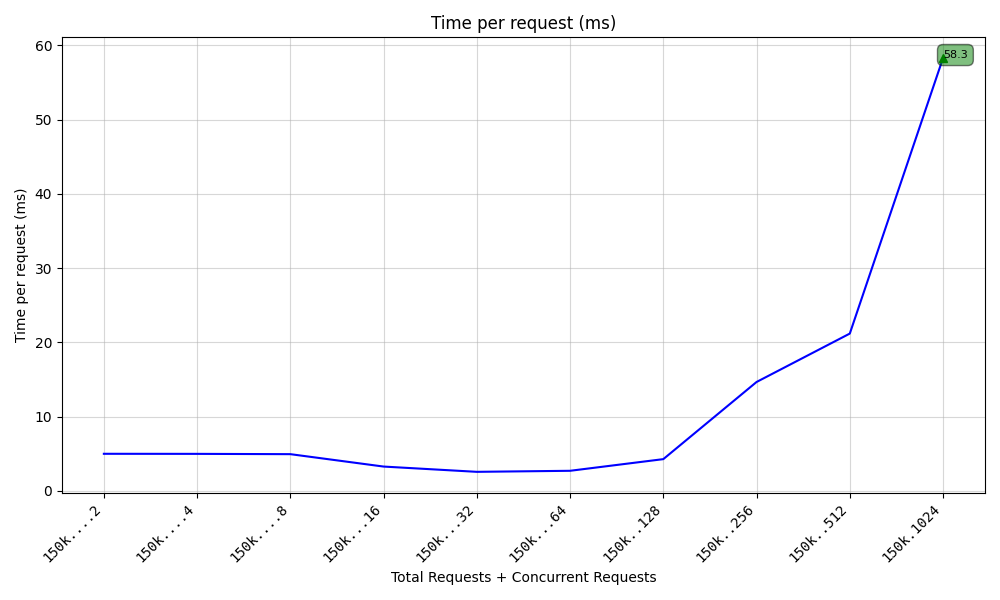 Time per request (ms)
60
58.3
50
40
30
20
10
0
Time per request (ms)
150k....2
150k....4
150k....8
150k...16
150k...32
150k...64
150k..128
150k..256
150k..512
150k.1024
Total Requests + Concurrent Requests